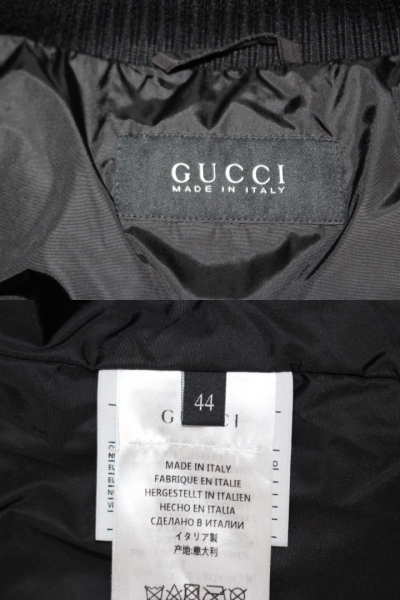 GUCCI
MADE IN ITALY
44
GUCCI
MADE IN ITALY
FABRIQUE EN ITALIE
HERGESTELLT IN ITALIEN
HECHO EN ITALIA
СДЕЛАНО В ИТАЛИИ
イタリア製
产地:意大利